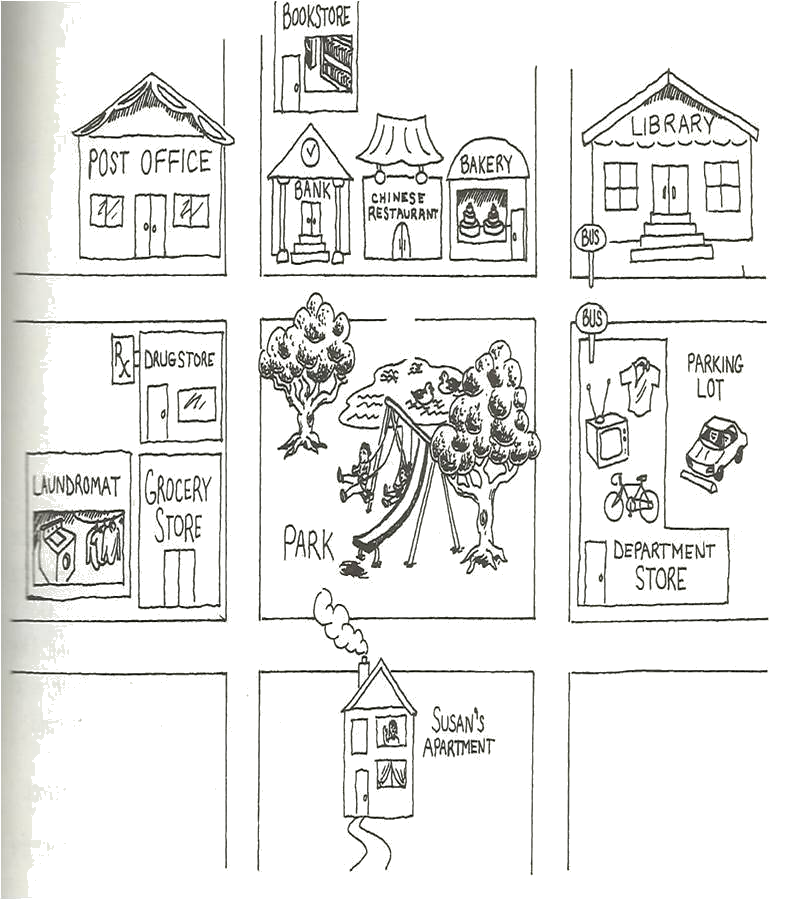 BOOKSTORE
POST OFFICE
BANK
CHINESE
RESTAURANT
BAKERY
LIBRARY
BUS
BUS
Rx
DRUGSTORE
PARKING
LOT
LAUNDROMAT
GROCERY
STORE
PARK
DEPARTMENT
STORE
SUSAN'S
APARTMENT